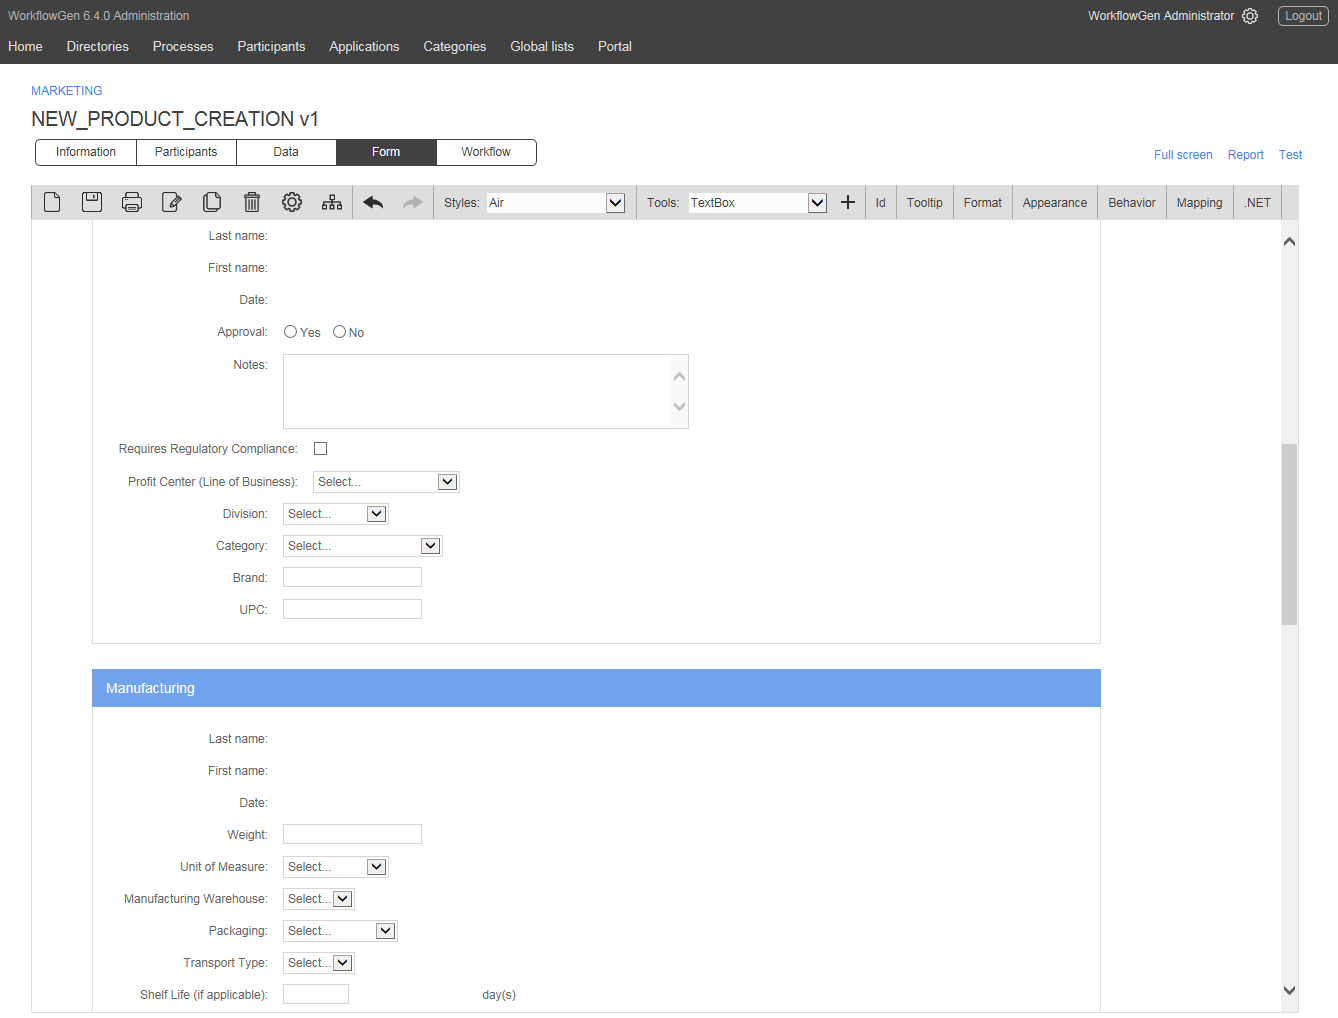 WorkflowGen 6.4.0 Administration
WorkflowGen Administrator
Logout
Home Directories Processes Participants Applications Categories Global lists Portal
MARKETING
NEW_PRODUCT_CREATION v1
Information Participants Data Form Workflow
Full screen Report Test
Styles: Air Tools: TextBox Id Tooltip Format Appearance Behavior Mapping .NET
Last name:
First name:
Date:
Approval: Yes No
Notes:
Requires Regulatory Compliance:
Profit Center (Line of Business): Select...
Division: Select...
Category: Select...
Brand:
UPC:
Manufacturing
Last name:
First name:
Date:
Weight:
Unit of Measure: Select...
Manufacturing Warehouse: Select...
Packaging: Select...
Transport Type: Select...
Shelf Life (if applicable): day(s)